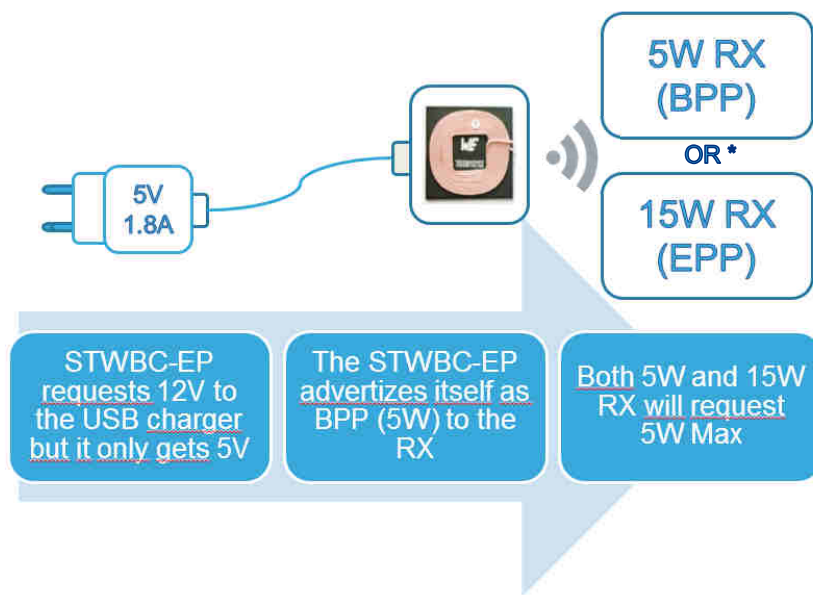 5W RX
(BPP)
OR *
5V
1.8A
15W RX
(EPP)
STWBC-EP
requests 12V to
the USB charger
but it only gets 5V
The STWBC-EP
advertizes itself as
BPP (5W) to the
RX
Both 5W and 15W
RX will request
5W Max